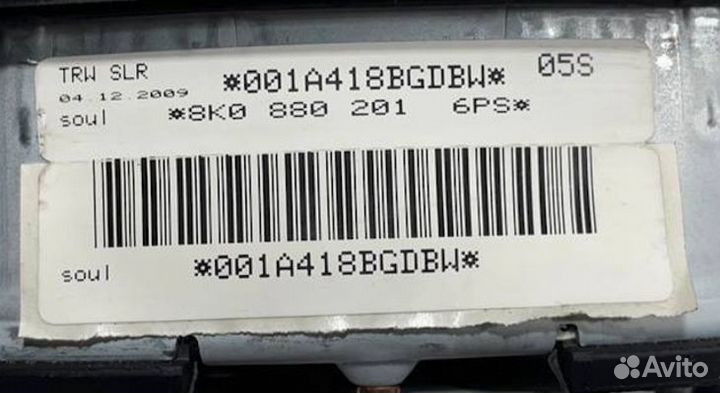 TRW SLR *001A418BGDBW* 05S
04.12.2009
soul *8K0 880 201 6PS*
soul *001A418BGDBW*
Avito